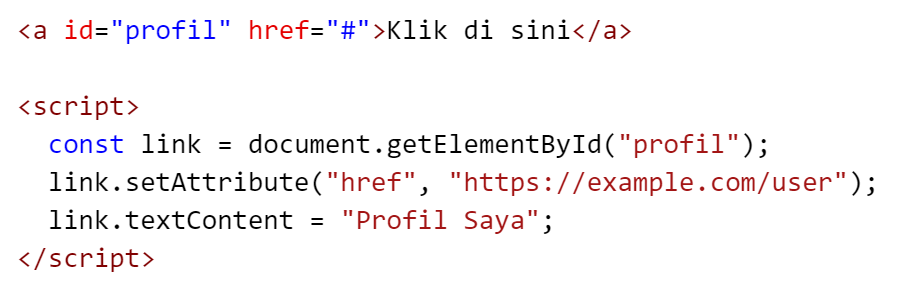 <a id="profil" href="#">Klik di sini</a>

<script>
  const link = document.getElementById("profil");
  link.setAttribute("href", "https://example.com/user");
  link.textContent = "Profil Saya";
</script>